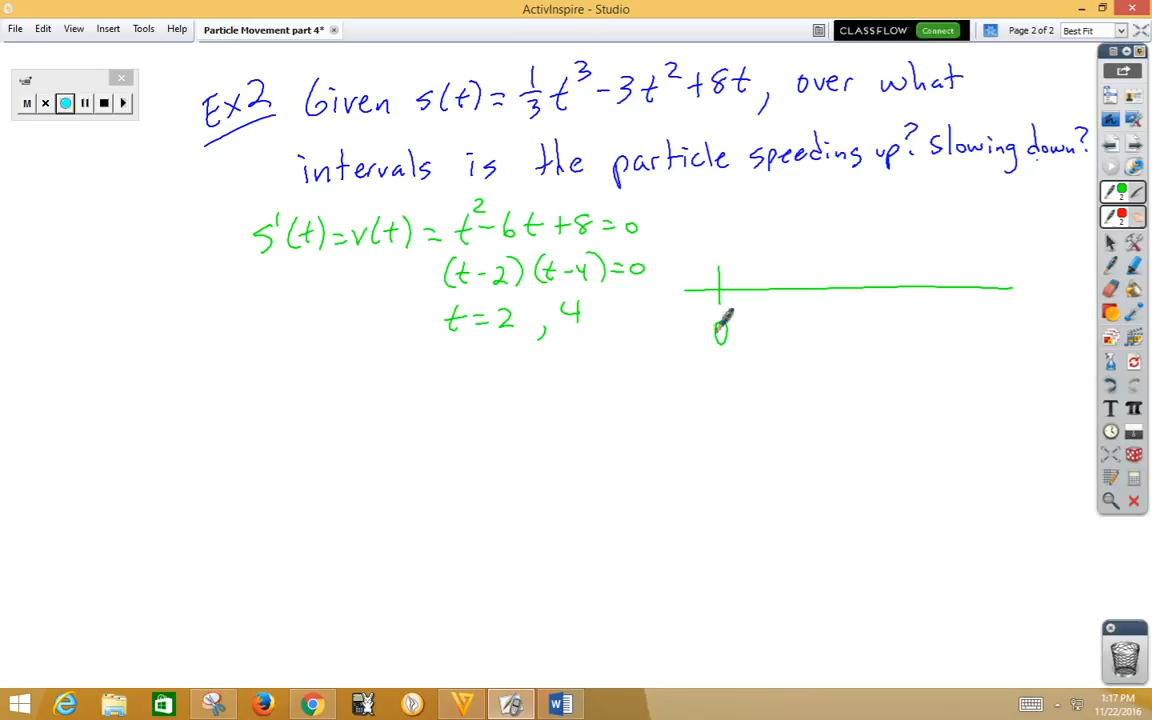 ActivInspire - Studio
File Edit View Insert Tools Help Particle Movement part 4* CLASSFLOW Connect Page 2 of 2 Best Fit
M
Ex2 Given s(t) = 1/3 t^3 - 3t^2 + 8t, over what
intervals is the particle speeding up? Slowing down?
s'(t) = v(t) = t^2 - 6t + 8 = 0
(t-2)(t-4) = 0
t = 2, 4
0
2
2
T π
1:17 PM
11/22/2016